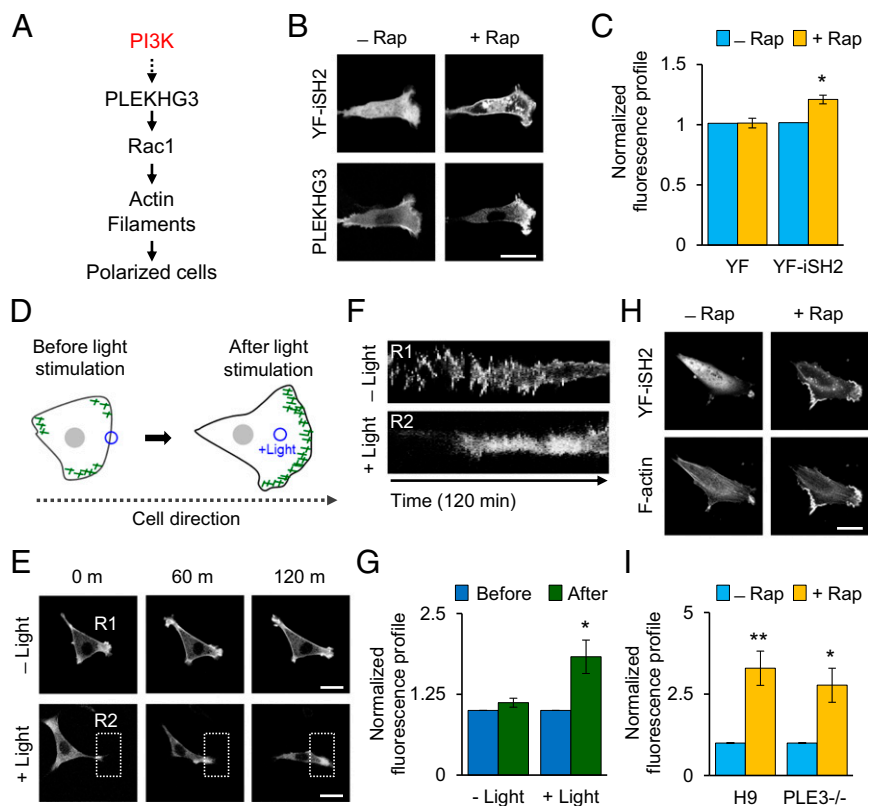 A
PI3K
PLEKHG3
Rac1
Actin
Filaments
Polarized cells
B
– Rap
+ Rap
YF-iSH2
PLEKHG3
C
– Rap
+ Rap
Normalized
fluorescence profile
1.5
1
0.5
0
*
YF
YF-iSH2
D
Before light
stimulation
After light
stimulation
+Light
Cell direction
F
– Light
R1
+ Light
R2
Time (120 min)
H
– Rap
+ Rap
YF-iSH2
F-actin
E
0 m
60 m
120 m
– Light
R1
+ Light
R2
G
Before
After
Normalized
fluorescence profile
2.5
1.25
0
*
- Light
+ Light
I
– Rap
+ Rap
Normalized
fluorescence profile
5
2.5
0
**
*
H9
PLE3-/-